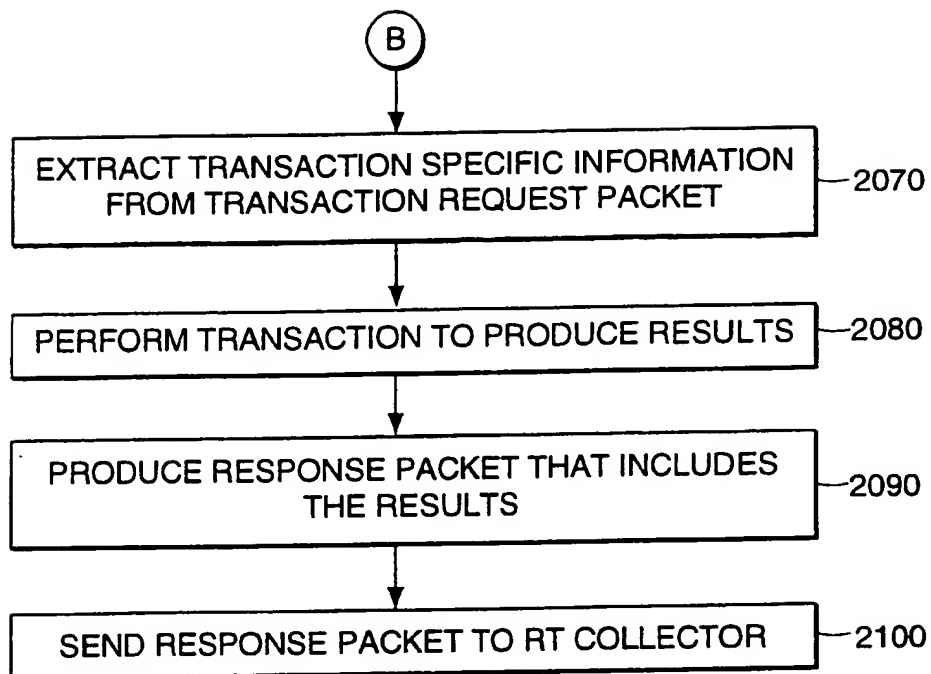 B
EXTRACT TRANSACTION SPECIFIC INFORMATION
FROM TRANSACTION REQUEST PACKET
2070
PERFORM TRANSACTION TO PRODUCE RESULTS
2080
PRODUCE RESPONSE PACKET THAT INCLUDES
THE RESULTS
2090
SEND RESPONSE PACKET TO RT COLLECTOR
2100